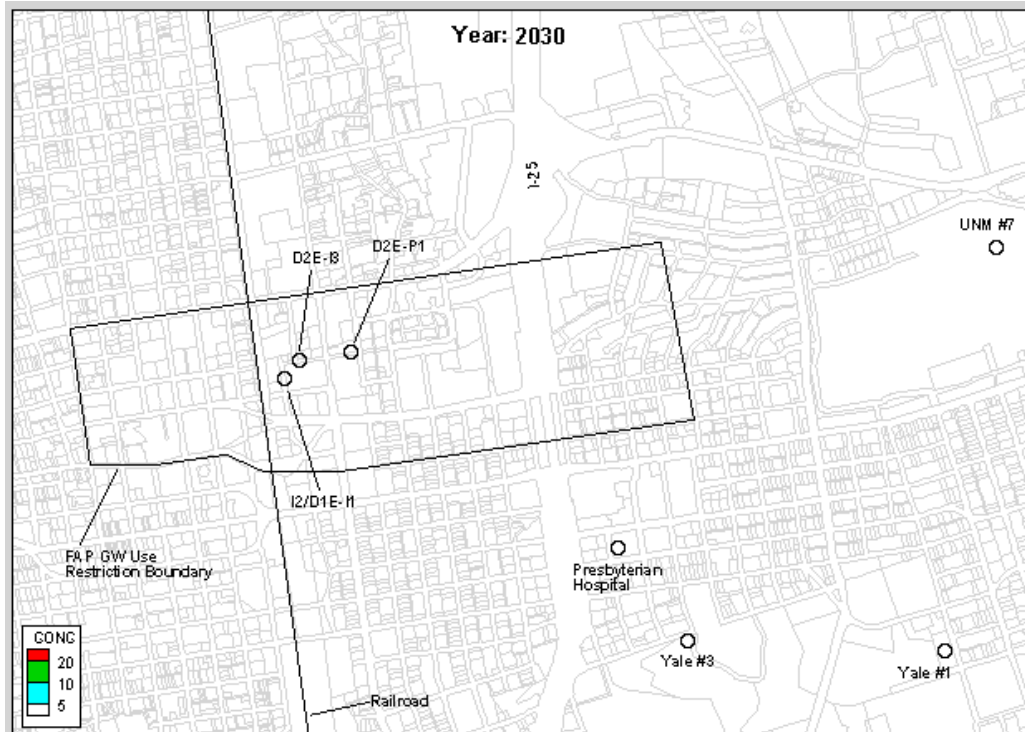 Year: 2030
I-25
UNM #7
D2E-P1
D2E-I3
I2/D1E-I1
FAP GW Use
Restriction Boundary
Presbyterian
Hospital
Yale #3
Yale #1
CONC
20
10
5
Railroad